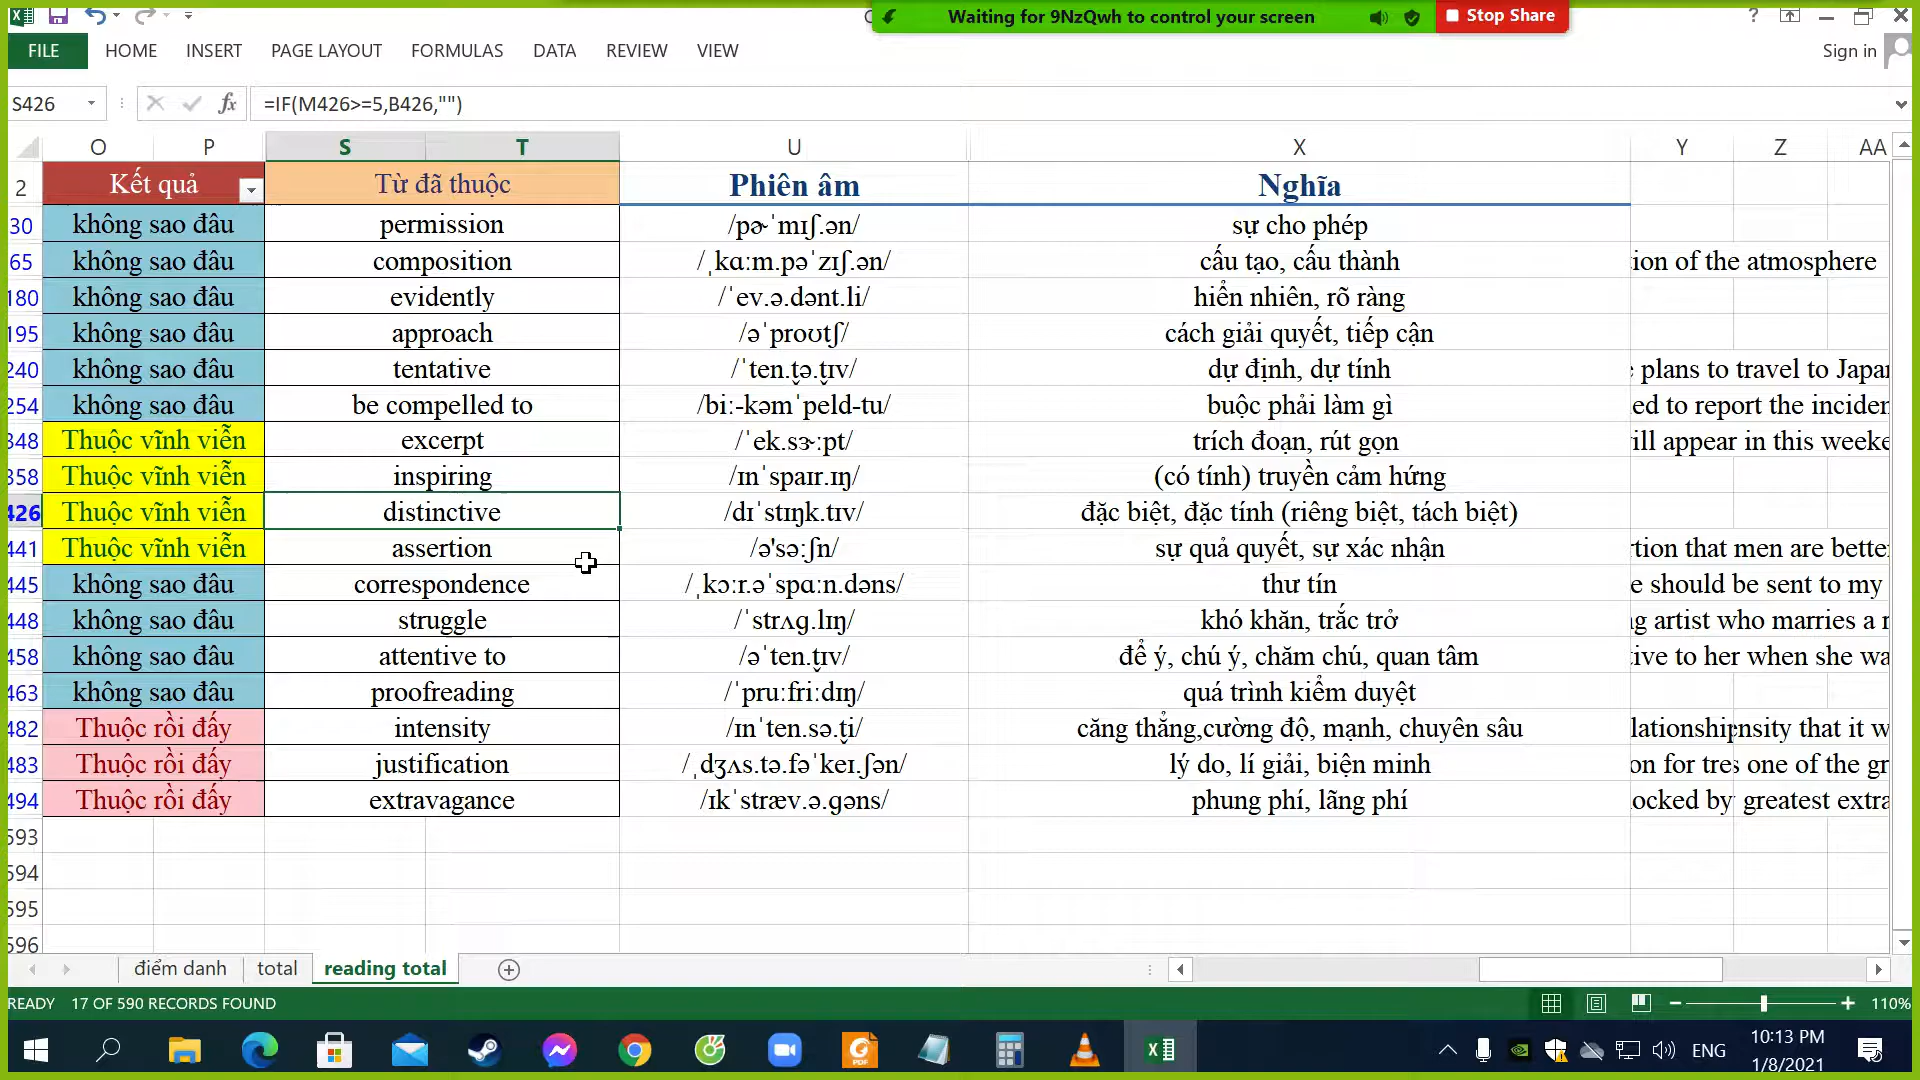 Waiting for 9NzQwh to control your screen
Stop Share
?
FILE HOME INSERT PAGE LAYOUT FORMULAS DATA REVIEW VIEW
Sign in
S426 fx =IF(M426>=5,B426,"")
O P S T U X Y Z AA
2 Kết quả Từ đã thuộc Phiên âm Nghĩa
30 không sao đâu permission /pɚˈmɪʃ.ən/ sự cho phép
65 không sao đâu composition /ˌkɑːm.pəˈzɪʃ.ən/ cấu tạo, cấu thành ion of the atmosphere
180 không sao đâu evidently /ˈev.ə.dənt.li/ hiển nhiên, rõ ràng
195 không sao đâu approach /əˈproʊtʃ/ cách giải quyết, tiếp cận
240 không sao đâu tentative /ˈten.t̬ə.t̬ɪv/ dự định, dự tính plans to travel to Japan
254 không sao đâu be compelled to /biː-kəmˈpeld-tu/ buộc phải làm gì ed to report the inciden
348 Thuộc vĩnh viễn excerpt /ˈek.sɝːpt/ trích đoạn, rút gọn ill appear in this weeke
358 Thuộc vĩnh viễn inspiring /ɪnˈspaɪr.ɪŋ/ (có tính) truyền cảm hứng
426 Thuộc vĩnh viễn distinctive /dɪˈstɪŋk.tɪv/ đặc biệt, đặc tính (riêng biệt, tách biệt)
441 Thuộc vĩnh viễn assertion /ə'səːʃn/ sự quả quyết, sự xác nhận tion that men are bette
445 không sao đâu correspondence /ˌkɔːr.əˈspɑːn.dəns/ thư tín e should be sent to my
448 không sao đâu struggle /ˈstrʌɡ.lɪŋ/ khó khăn, trắc trở g artist who marries a r
458 không sao đâu attentive to /əˈten.t̬ɪv/ để ý, chú ý, chăm chú, quan tâm tive to her when she wa
463 không sao đâu proofreading /ˈpruːfriːdɪŋ/ quá trình kiểm duyệt
482 Thuộc rồi đấy intensity /ɪnˈten.sə.t̬i/ căng thẳng,cường độ, mạnh, chuyên sâu lationship nsity that it w
483 Thuộc rồi đấy justification /ˌdʒʌs.tə.fəˈkeɪ.ʃən/ lý do, lí giải, biện minh on for tres one of the gr
494 Thuộc rồi đấy extravagance /ɪkˈstræv.ə.ɡəns/ phung phí, lãng phí ocked by greatest extra
593
594
595
596
điểm danh total reading total
READY 17 OF 590 RECORDS FOUND 110%
PDF ENG 10:13 PM
1/8/2021